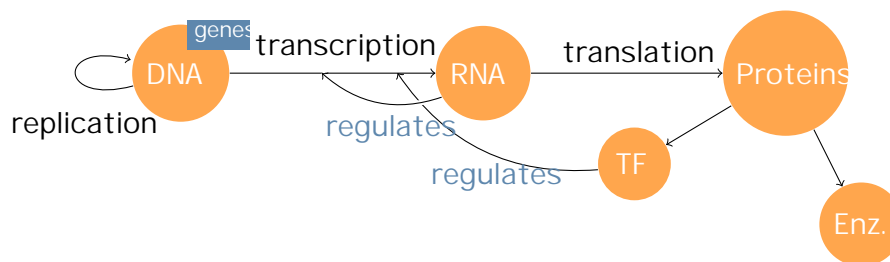 genes
transcription
translation
DNA
RNA
Proteins
replication
regulates
TF
regulates
Enz.